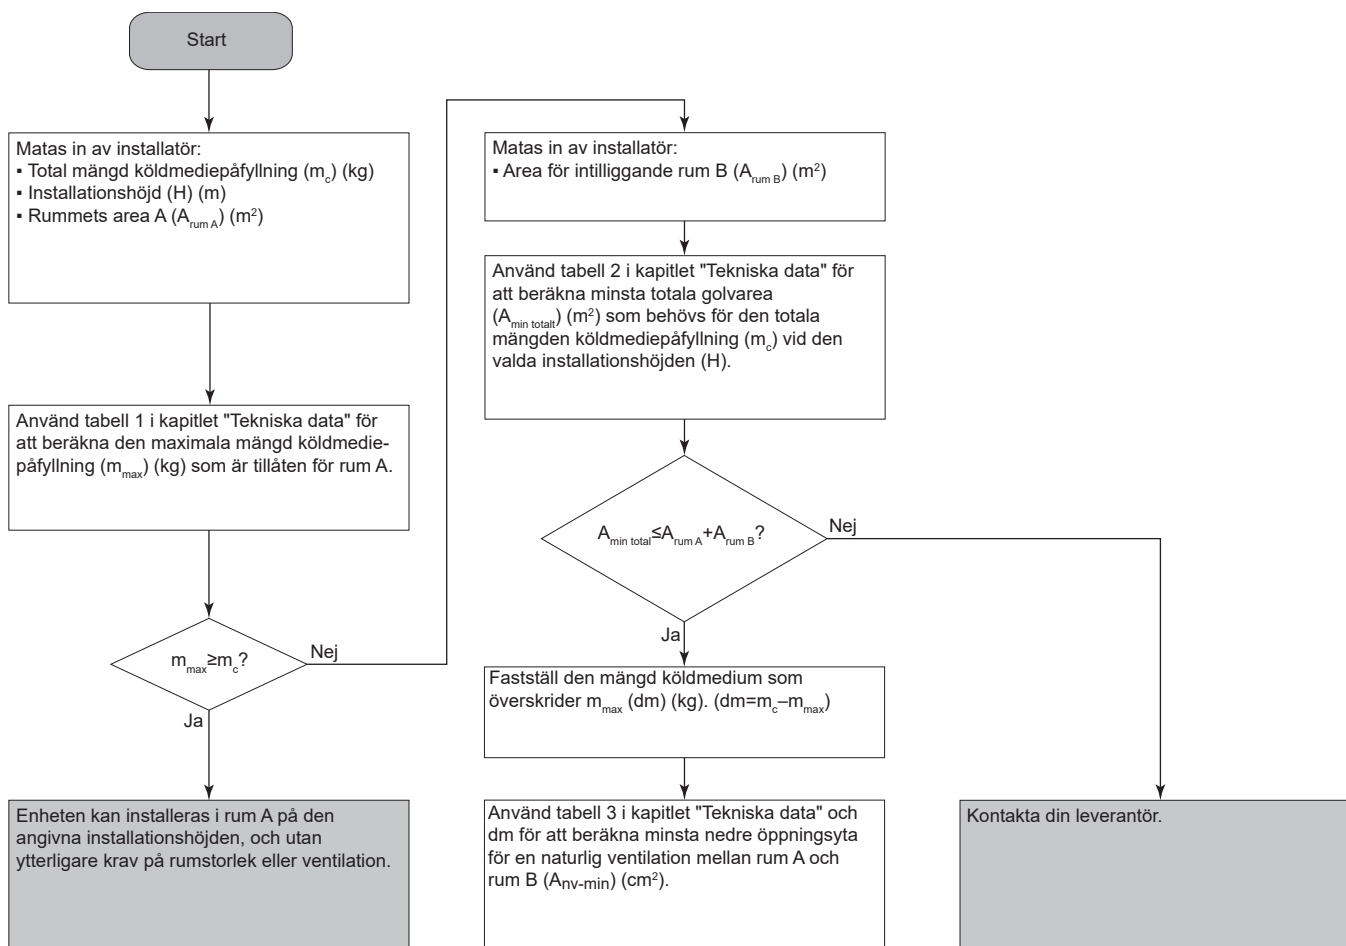 Start
Matas in av installatör:
▪ Total mängd köldmediepåfyllning (mc) (kg)
▪ Installationshöjd (H) (m)
▪ Rummets area A (Arum A) (m²)
Använd tabell 1 i kapitlet "Tekniska data" för
att beräkna den maximala mängd köldmedie-
påfyllning (mmax) (kg) som är tillåten för rum A.
mmax≥mc?
Nej
Ja
Enheten kan installeras i rum A på den
angivna installationshöjden, och utan
ytterligare krav på rumstorlek eller ventilation.
Matas in av installatör:
▪ Area för intilliggande rum B (Arum B) (m²)
Använd tabell 2 i kapitlet "Tekniska data" för
att beräkna minsta totala golvarea
(Amin totalt) (m²) som behövs för den totala
mängden köldmediepåfyllning (mc) vid den
valda installationshöjden (H).
Amin total≤Arum A+Arum B?
Nej
Ja
Fastställ den mängd köldmedium som
överskrider mmax (dm) (kg). (dm=mc–mmax)
Använd tabell 3 i kapitlet "Tekniska data" och
dm för att beräkna minsta nedre öppningsyta
för en naturlig ventilation mellan rum A och
rum B (Anv-min) (cm²).
Kontakta din leverantör.